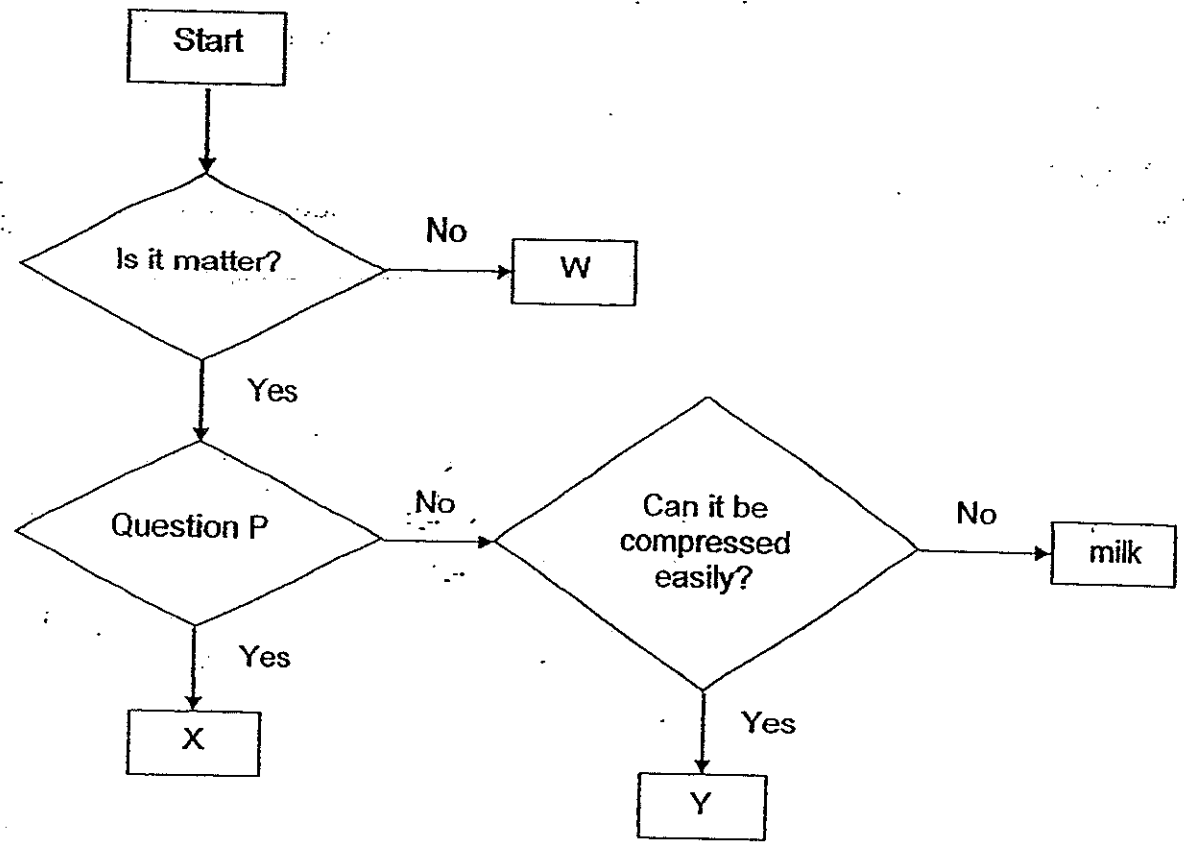 Start
Is it matter?
No
W
Yes
Question P
No
Can it be
compressed
easily?
No
milk
Yes
X
Yes
Y